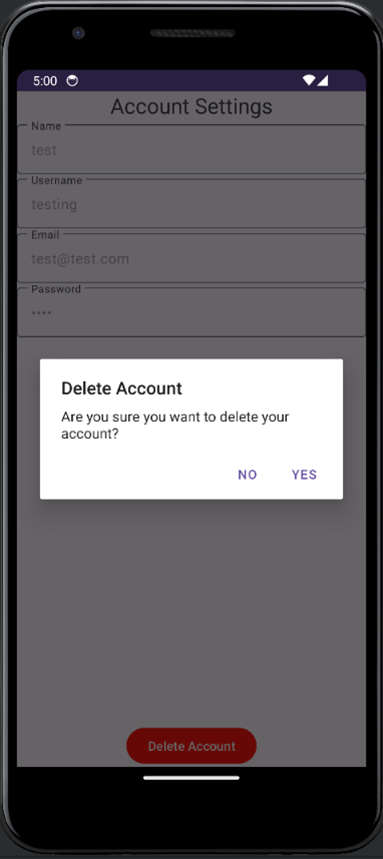 5:00
Account Settings
Name
test
Username
testing
Email
test@test.com
Password
••••
Delete Account
Are you sure you want to delete your
account?
NO YES
Delete Account